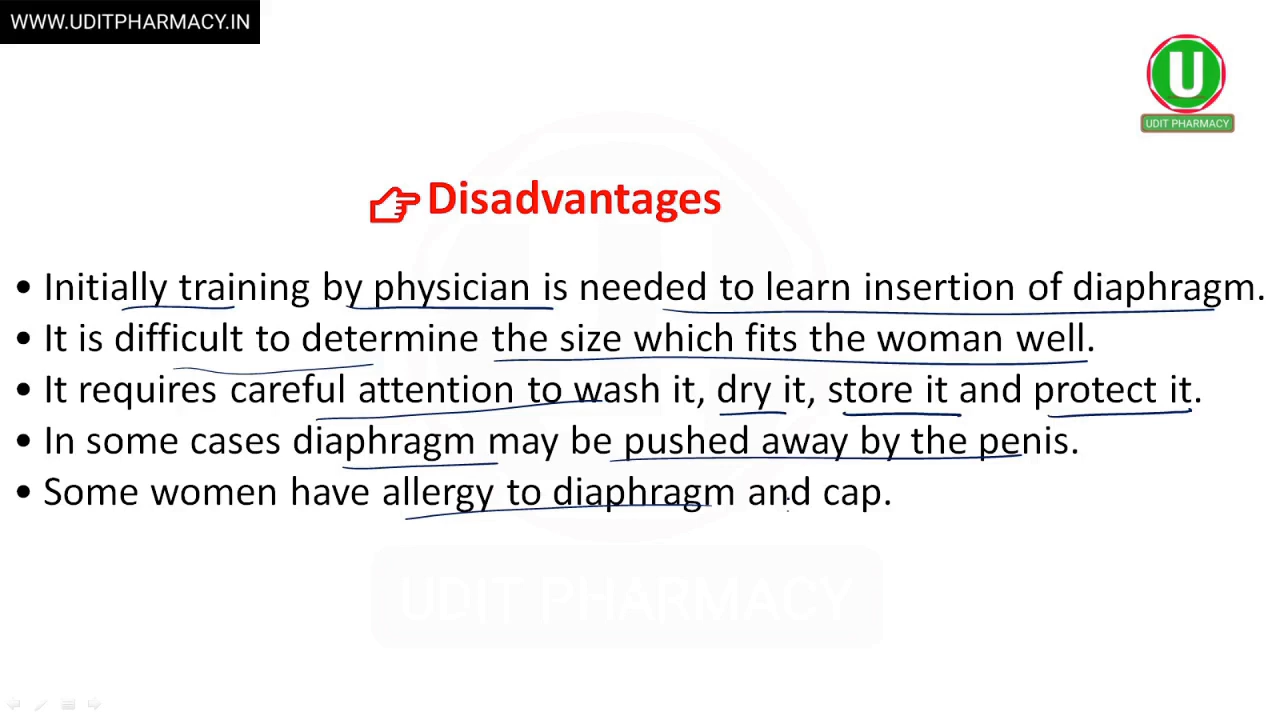 WWW.UDITPHARMACY.IN
U
UDIT PHARMACY
Disadvantages
• Initially training by physician is needed to learn insertion of diaphragm.
• It is difficult to determine the size which fits the woman well.
• It requires careful attention to wash it, dry it, store it and protect it.
• In some cases diaphragm may be pushed away by the penis.
• Some women have allergy to diaphragm and cap.
UDIT PHARMACY